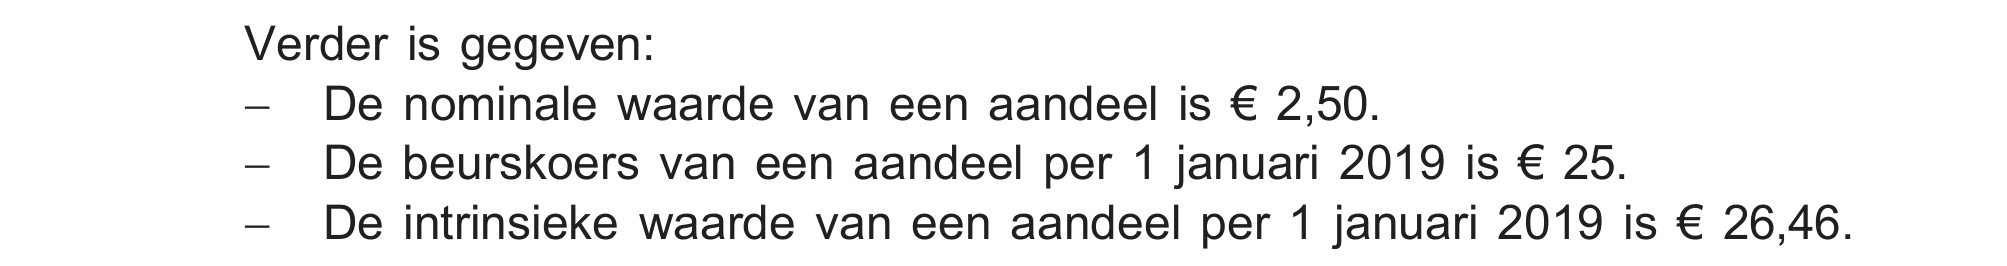 Verder is gegeven:
– De nominale waarde van een aandeel is € 2,50.
– De beurskoers van een aandeel per 1 januari 2019 is € 25.
– De intrinsieke waarde van een aandeel per 1 januari 2019 is € 26,46.